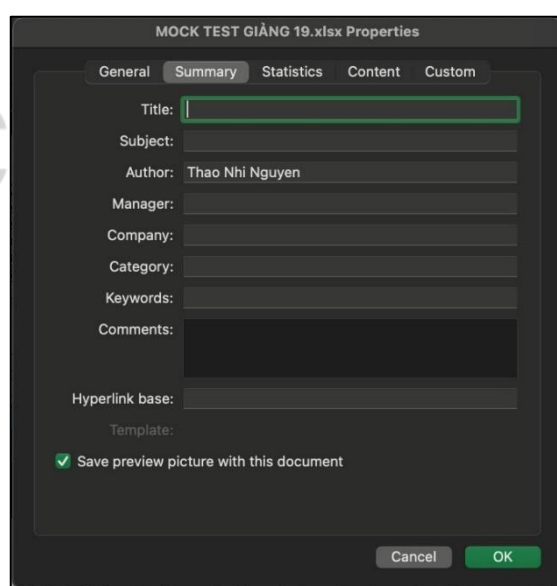 MOCK TEST GIẢNG 19.xlsx Properties
General Summary Statistics Content Custom
Title:
Subject:
Author: Thao Nhi Nguyen
Manager:
Company:
Category:
Keywords:
Comments:
Hyperlink base:
Template:
Save preview picture with this document
Cancel OK